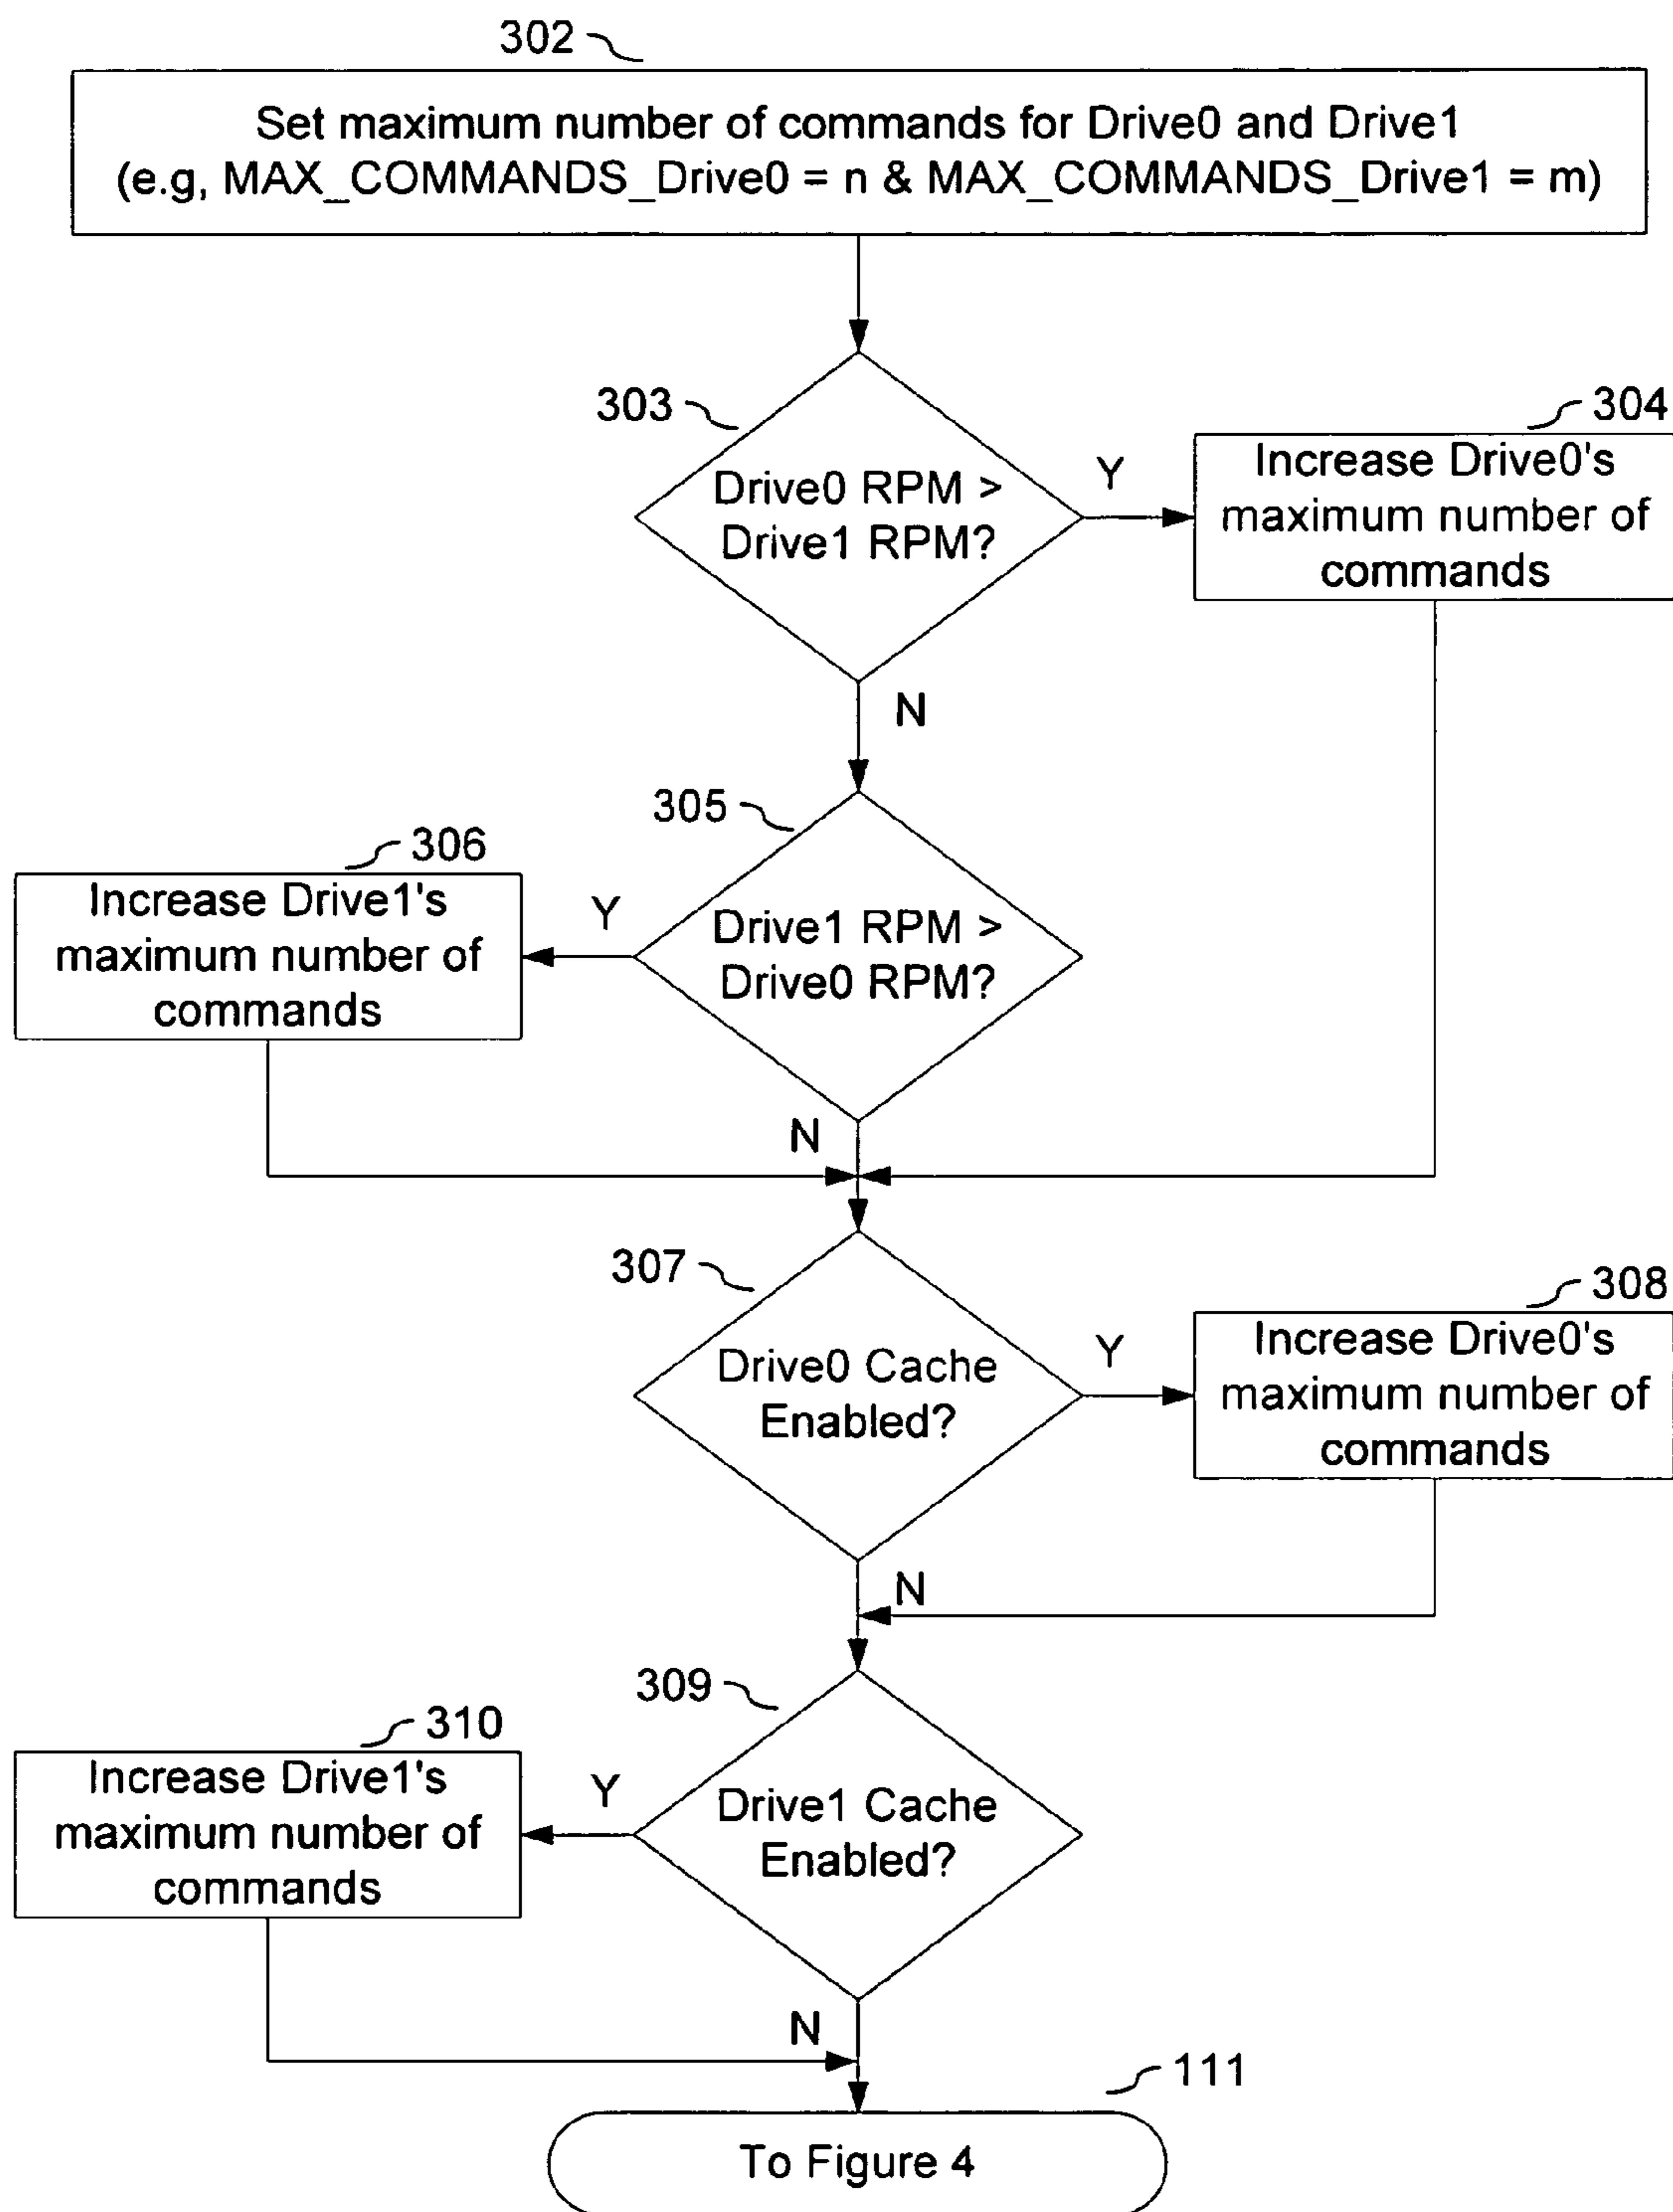 302
Set maximum number of commands for Drive0 and Drive1
(e.g, MAX_COMMANDS_Drive0 = n & MAX_COMMANDS_Drive1 = m)
303
Drive0 RPM >
Drive1 RPM?
Y
N
304
Increase Drive0's
maximum number of
commands
305
Drive1 RPM >
Drive0 RPM?
Y
N
306
Increase Drive1's
maximum number of
commands
307
Drive0 Cache
Enabled?
Y
N
308
Increase Drive0's
maximum number of
commands
309
Drive1 Cache
Enabled?
Y
N
310
Increase Drive1's
maximum number of
commands
111
To Figure 4